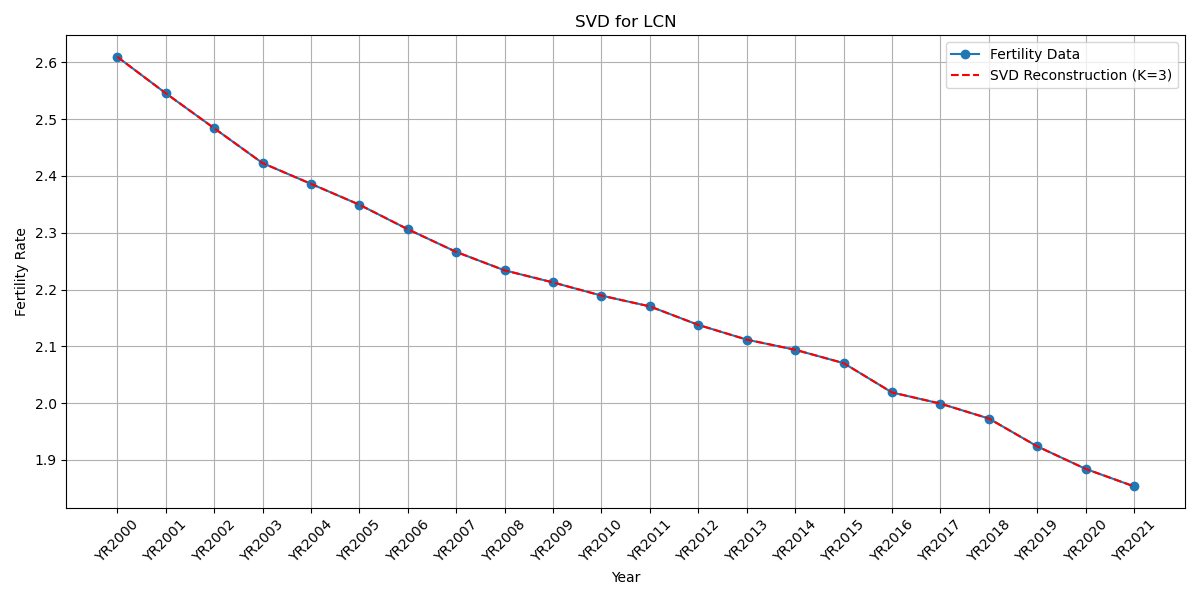 SVD for LCN
Fertility Data
SVD Reconstruction (K=3)
2.6
2.5
2.4
2.3
2.2
2.1
2.0
1.9
Fertility Rate
YR2000
YR2001
YR2002
YR2003
YR2004
YR2005
YR2006
YR2007
YR2008
YR2009
YR2010
YR2011
YR2012
YR2013
YR2014
YR2015
YR2016
YR2017
YR2018
YR2019
YR2020
YR2021
Year